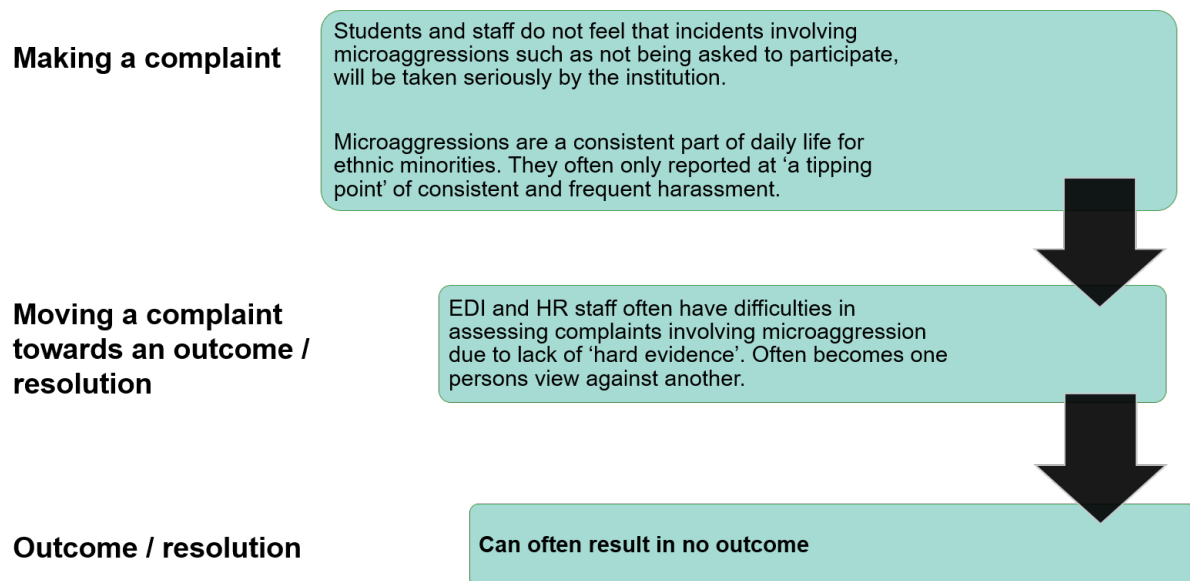 Making a complaint
Students and staff do not feel that incidents involving
microaggressions such as not being asked to participate,
will be taken seriously by the institution.
Microaggressions are a consistent part of daily life for
ethnic minorities. They often only reported at ‘a tipping
point’ of consistent and frequent harassment.
Moving a complaint
towards an outcome /
resolution
EDI and HR staff often have difficulties in
assessing complaints involving microaggression
due to lack of ‘hard evidence’. Often becomes one
persons view against another.
Outcome / resolution
Can often result in no outcome